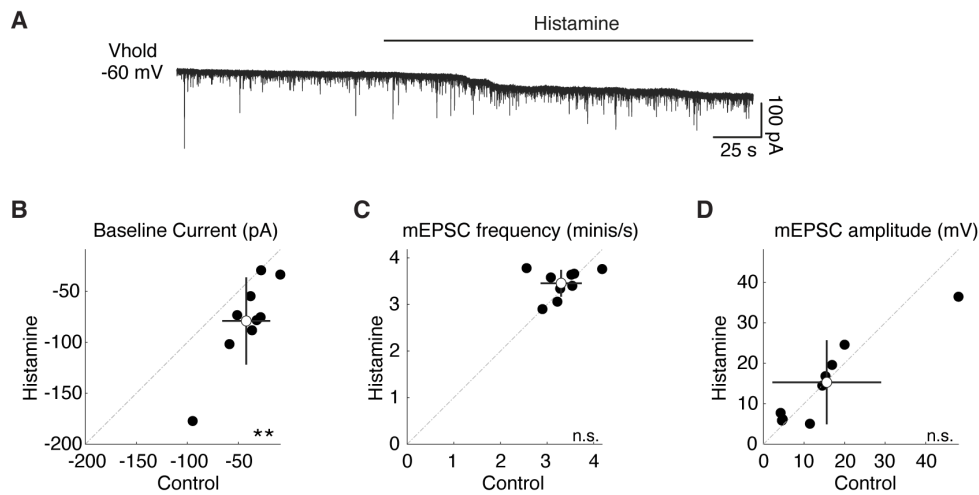 A
Histamine
Vhold
-60 mV
100 pA
25 s
B
Baseline Current (pA)
-50
-100
-150
-200
Histamine
-200 -150 -100 -50
Control
**
C
mEPSC frequency (minis/s)
4
3
2
1
0
Histamine
0 1 2 3 4
Control
n.s.
D
mEPSC amplitude (mV)
40
30
20
10
0
Histamine
0 10 20 30 40
Control
n.s.